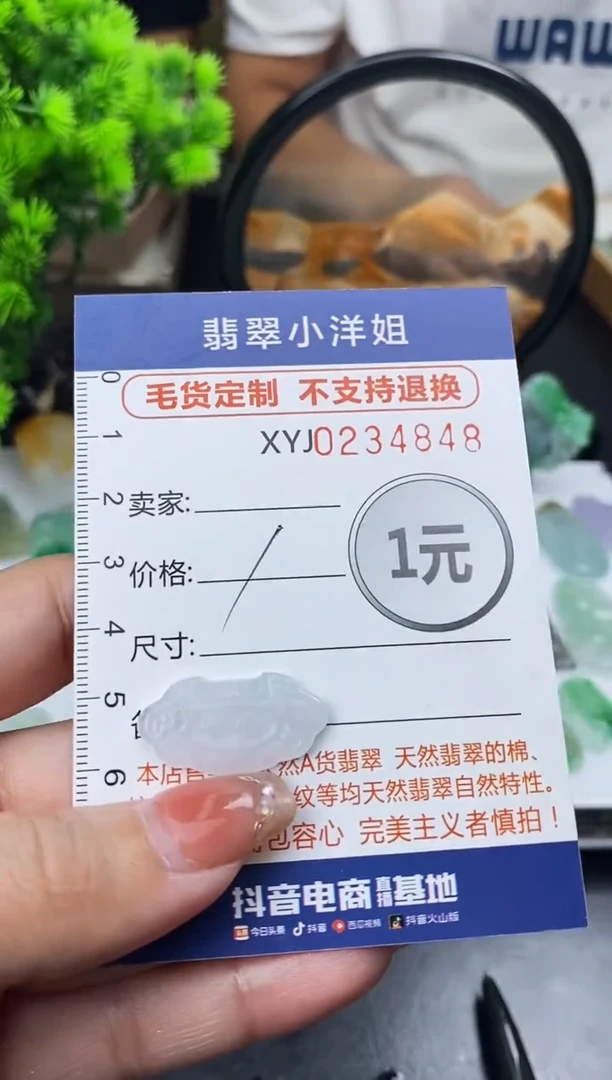 WAW
翡翠小洋姐
毛货定制 不支持退换
XYJ0234848
0
1
2
3
4
5
6
卖家:
1元
价格:
尺寸:
本店 然A货翡翠 天然翡翠的棉、
纹等均天然翡翠自然特性。
包容心 完美主义者慎拍！
抖音电商直播基地
今日头条 抖音 西瓜视频 抖音火山版